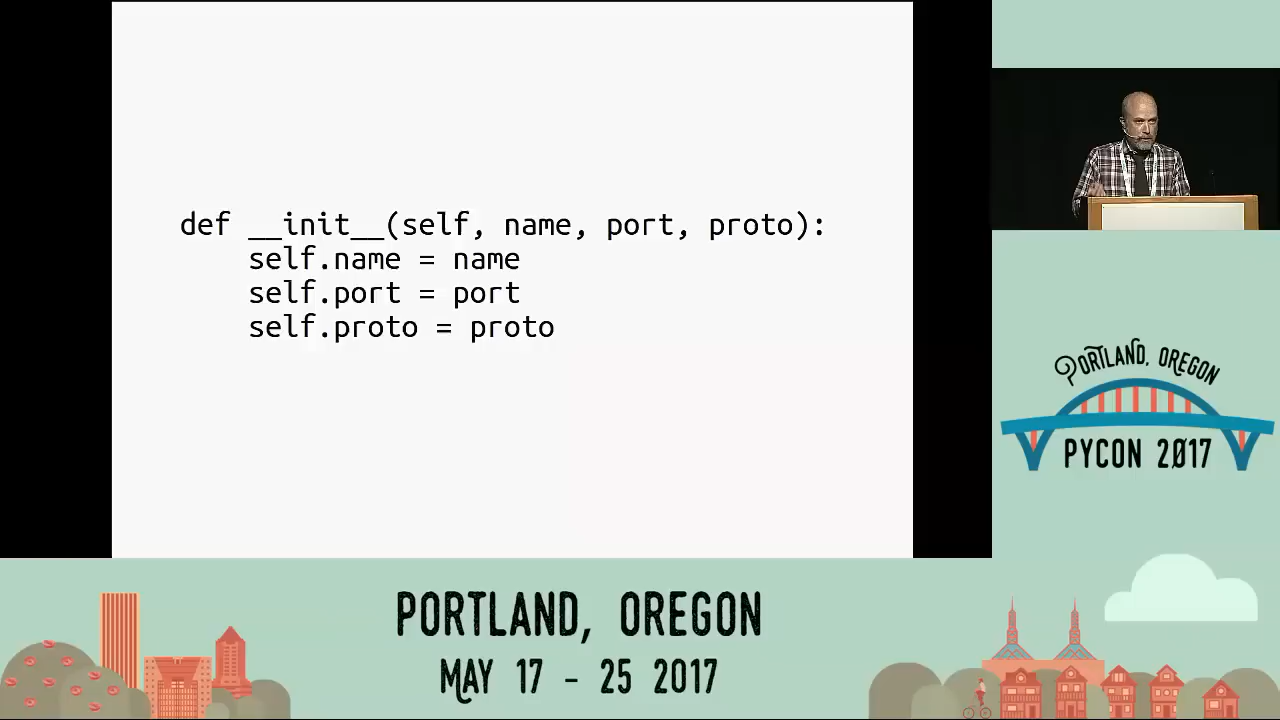 def __init__(self, name, port, proto):
    self.name = name
    self.port = port
    self.proto = proto
PORTLAND, OREGON
PYCON 2017
PORTLAND, OREGON
MAY 17 - 25 2017